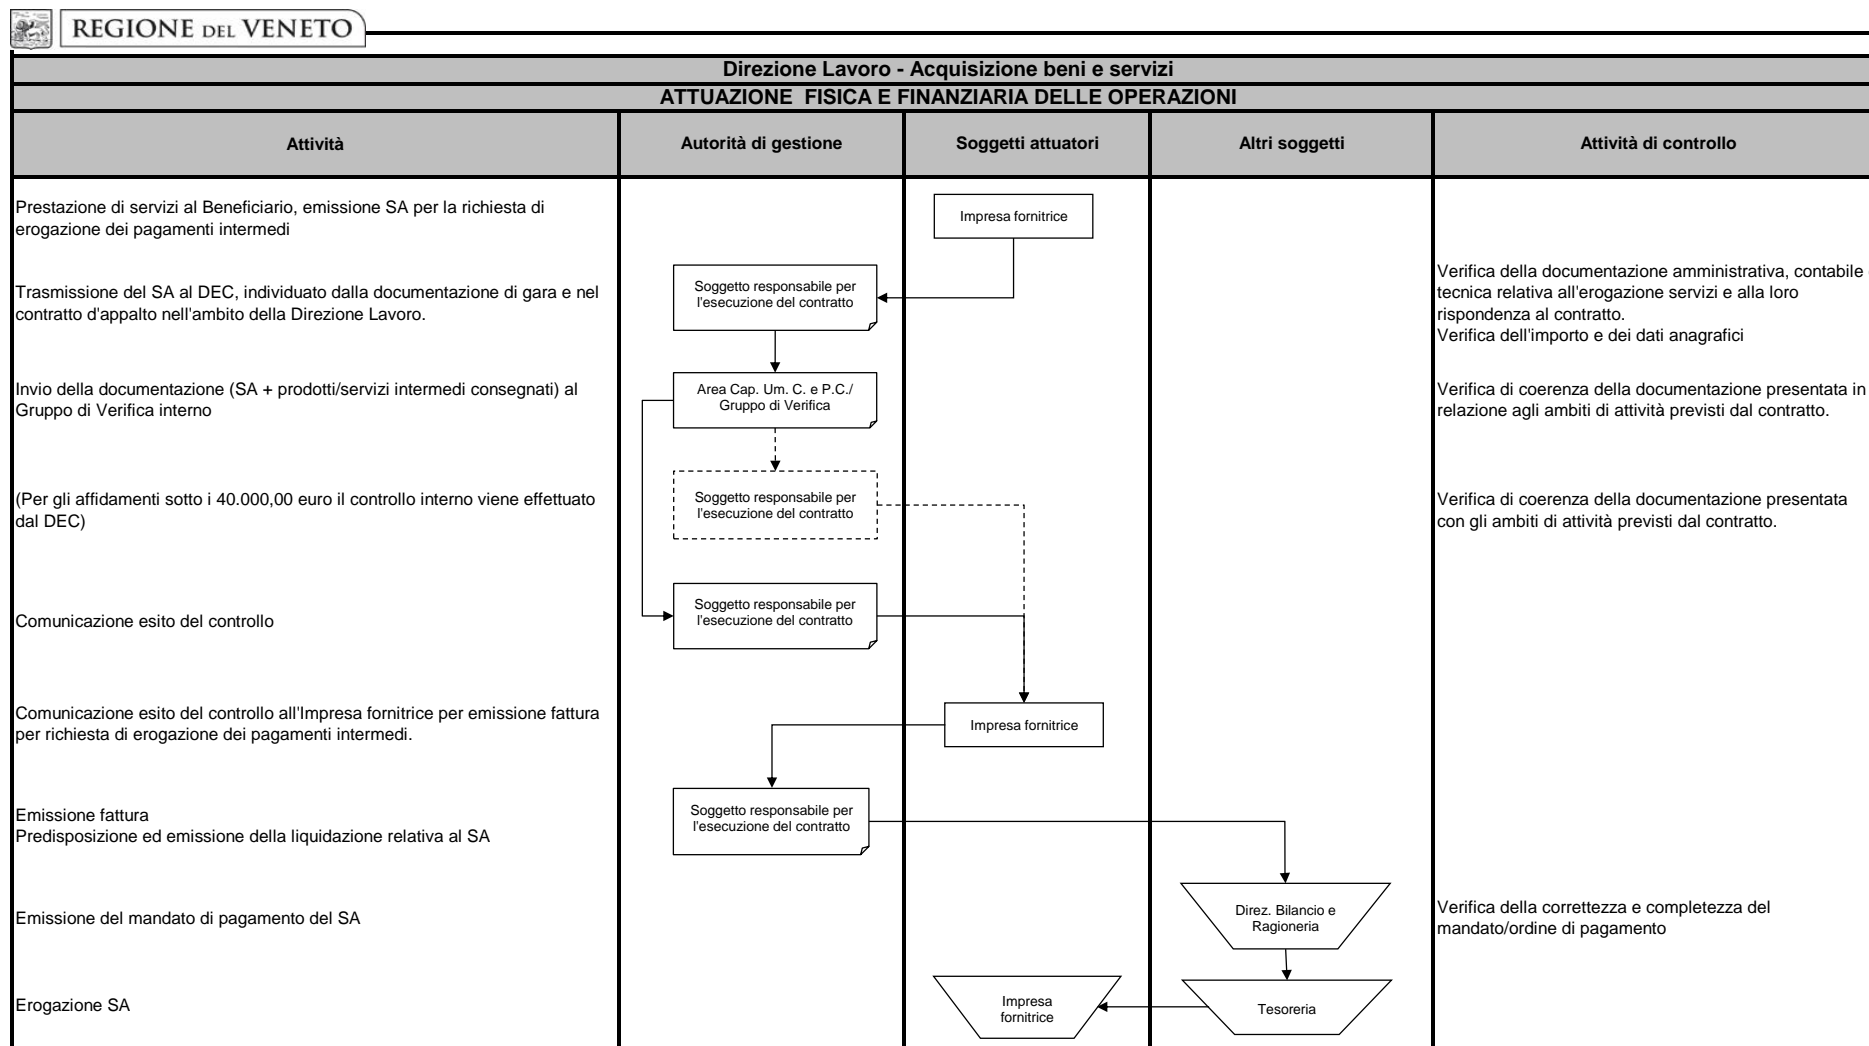 REGIONE DEL VENETO
Direzione Lavoro - Acquisizione beni e servizi
ATTUAZIONE FISICA E FINANZIARIA DELLE OPERAZIONI
Attività
Autorità di gestione
Soggetti attuatori
Altri soggetti
Attività di controllo
Prestazione di servizi al Beneficiario, emissione SA per la richiesta di
erogazione dei pagamenti intermedi
Impresa fornitrice
Trasmissione del SA al DEC, individuato dalla documentazione di gara e nel
contratto d'appalto nell'ambito della Direzione Lavoro.
Soggetto responsabile per
l'esecuzione del contratto
Verifica della documentazione amministrativa, contabile
tecnica relativa all'erogazione servizi e alla loro
rispondenza al contratto.
Verifica dell'importo e dei dati anagrafici
Invio della documentazione (SA + prodotti/servizi intermedi consegnati) al
Gruppo di Verifica interno
Area Cap. Um. C. e P.C./
Gruppo di Verifica
Verifica di coerenza della documentazione presentata in
relazione agli ambiti di attività previsti dal contratto.
(Per gli affidamenti sotto i 40.000,00 euro il controllo interno viene effettuato
dal DEC)
Soggetto responsabile per
l'esecuzione del contratto
Verifica di coerenza della documentazione presentata
con gli ambiti di attività previsti dal contratto.
Comunicazione esito del controllo
Soggetto responsabile per
l'esecuzione del contratto
Comunicazione esito del controllo all'Impresa fornitrice per emissione fattura
per richiesta di erogazione dei pagamenti intermedi.
Impresa fornitrice
Emissione fattura
Predisposizione ed emissione della liquidazione relativa al SA
Soggetto responsabile per
l'esecuzione del contratto
Emissione del mandato di pagamento del SA
Direz. Bilancio e
Ragioneria
Verifica della correttezza e completezza del
mandato/ordine di pagamento
Erogazione SA
Impresa
fornitrice
Tesoreria